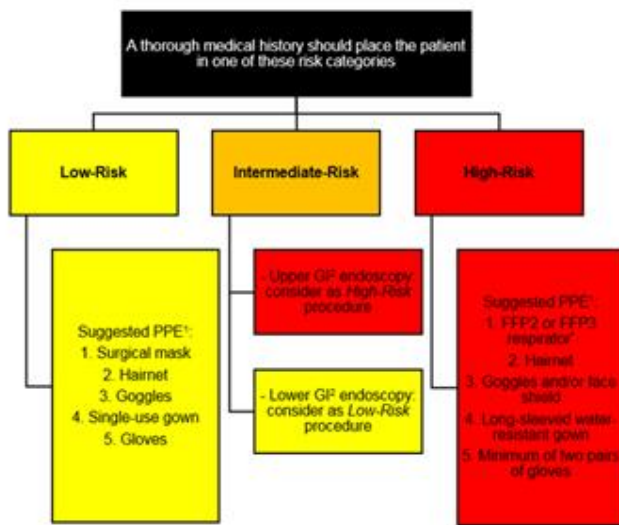 A thorough medical history should place the patient
in one of these risk categories
Low-Risk
Intermediate-Risk
High-Risk
Suggested PPE¹:
1. Surgical mask
2. Hairnet
3. Goggles
4. Single-use gown
5. Gloves
- Upper GI² endoscopy:
consider as High-Risk
procedure
- Lower GI² endoscopy:
consider as Low-Risk
procedure
Suggested PPE¹:
1. FFP2 or FFP3
respirator*
2. Hairnet
3. Goggles and/or face
shield
4. Long-sleeved water-
resistant gown
5. Minimum of two pairs
of gloves